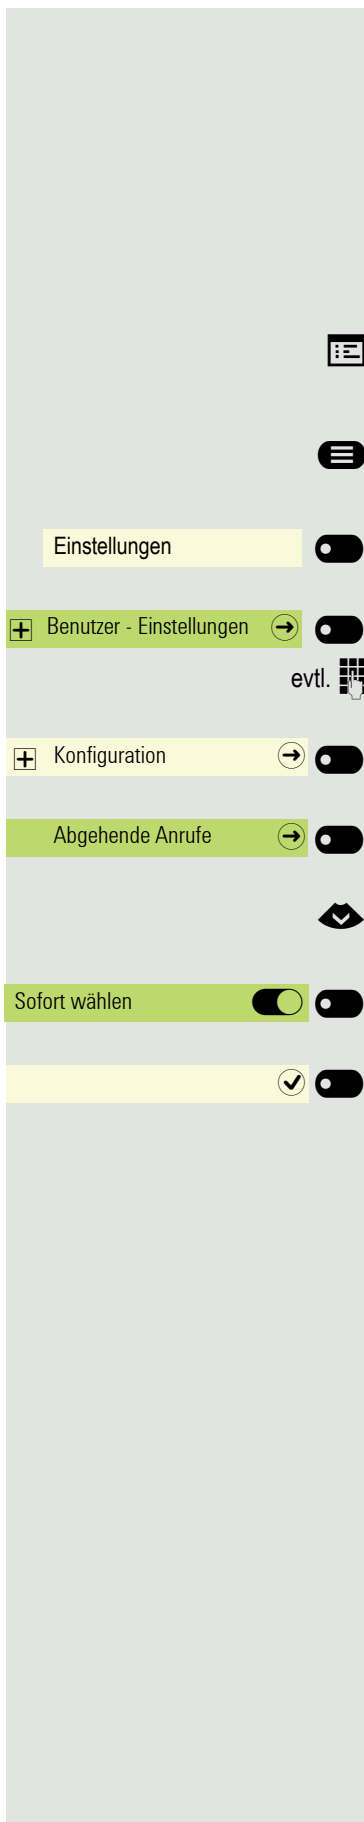 Einstellungen
Benutzer - Einstellungen
evtl.
Konfiguration
Abgehende Anrufe
Sofort wählen